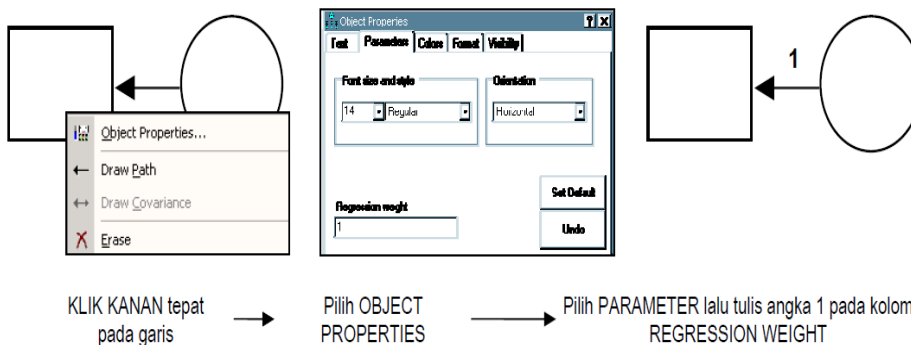 Object Properties
Text Parameters Colors Format Visibility
Font size and style
Orientation
14 Regular
Horizontal
Regression weight
1
Set Default
Undo
1
Object Properties...
Draw Path
Draw Covariance
Erase
KLIK KANAN tepat
pada garis
Pilih OBJECT
PROPERTIES
Pilih PARAMETER lalu tulis angka 1 pada kolom
REGRESSION WEIGHT